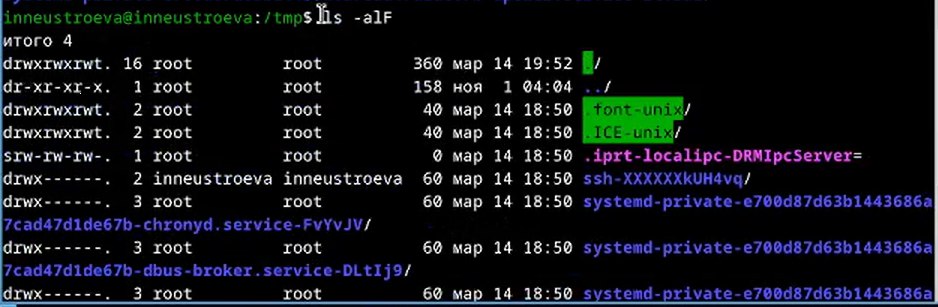 inneustroeva@inneustroeva:/tmp$ ls -alF
итого 4
drwxrwxrwt. 16 root         root         360 мар 14 19:52 ./
dr-xr-xr-x.  1 root         root         158 ноя  1 04:04 ../
drwxrwxrwt.  2 root         root          40 мар 14 18:50 .font-unix/
drwxrwxrwt.  2 root         root          40 мар 14 18:50 .ICE-unix/
srw-rw-rw-.  1 root         root           0 мар 14 18:50 .iprt-localipc-DRMIpcServer=
drwx------.  2 inneustroeva inneustroeva  60 мар 14 18:50 ssh-XXXXXXkUH4vq/
drwx------.  3 root         root          60 мар 14 18:50 systemd-private-e700d87d63b1443686a
7cad47d1de67b-chronyd.service-FvYvJV/
drwx------.  3 root         root          60 мар 14 18:50 systemd-private-e700d87d63b1443686a
7cad47d1de67b-dbus-broker.service-DLtIj9/
drwx------.  3 root         root          60 мар 14 18:50 systemd-private-e700d87d63b1443686a